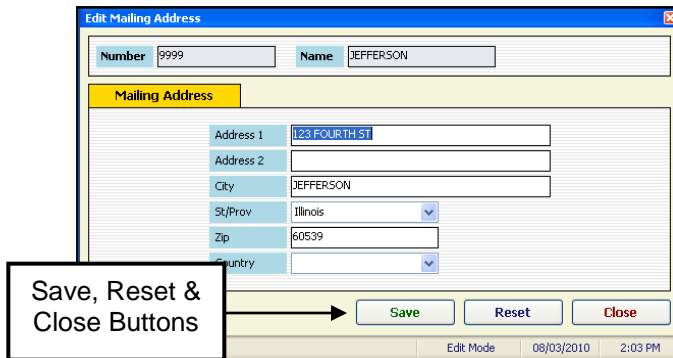 Edit Mailing Address
Number 9999 Name JEFFERSON
Mailing Address
Address 1 123 FOURTH ST
Address 2
City JEFFERSON
St/Prov Illinois
Zip 60539
Country
Save, Reset &
Close Buttons
Save Reset Close
Edit Mode 08/03/2010 2:03 PM